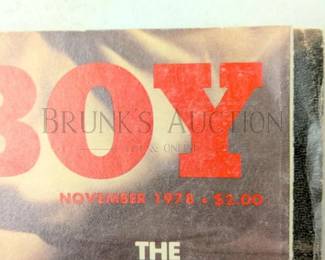 BOY
BRUNK'S AUCTION
NOVEMBER 1978 • $2.00
THE